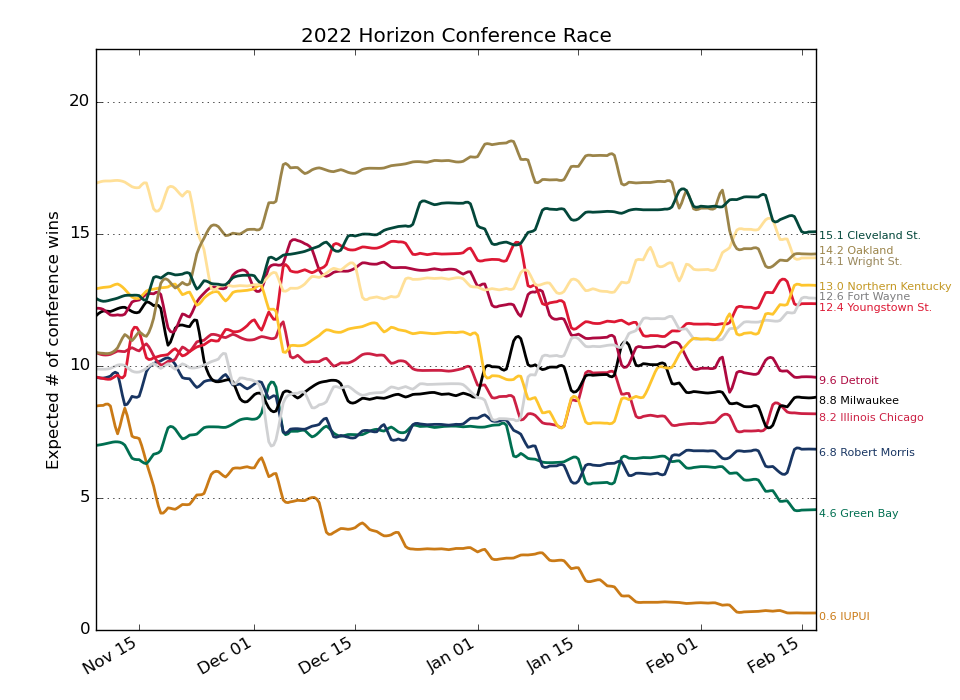 2022 Horizon Conference Race
Expected # of conference wins
20
15
10
5
0
15.1 Cleveland St.
14.2 Oakland
14.1 Wright St.
13.0 Northern Kentucky
12.6 Fort Wayne
12.4 Youngstown St.
9.6 Detroit
8.8 Milwaukee
8.2 Illinois Chicago
6.8 Robert Morris
4.6 Green Bay
0.6 IUPUI
Nov 15
Dec 01
Dec 15
Jan 01
Jan 15
Feb 01
Feb 15